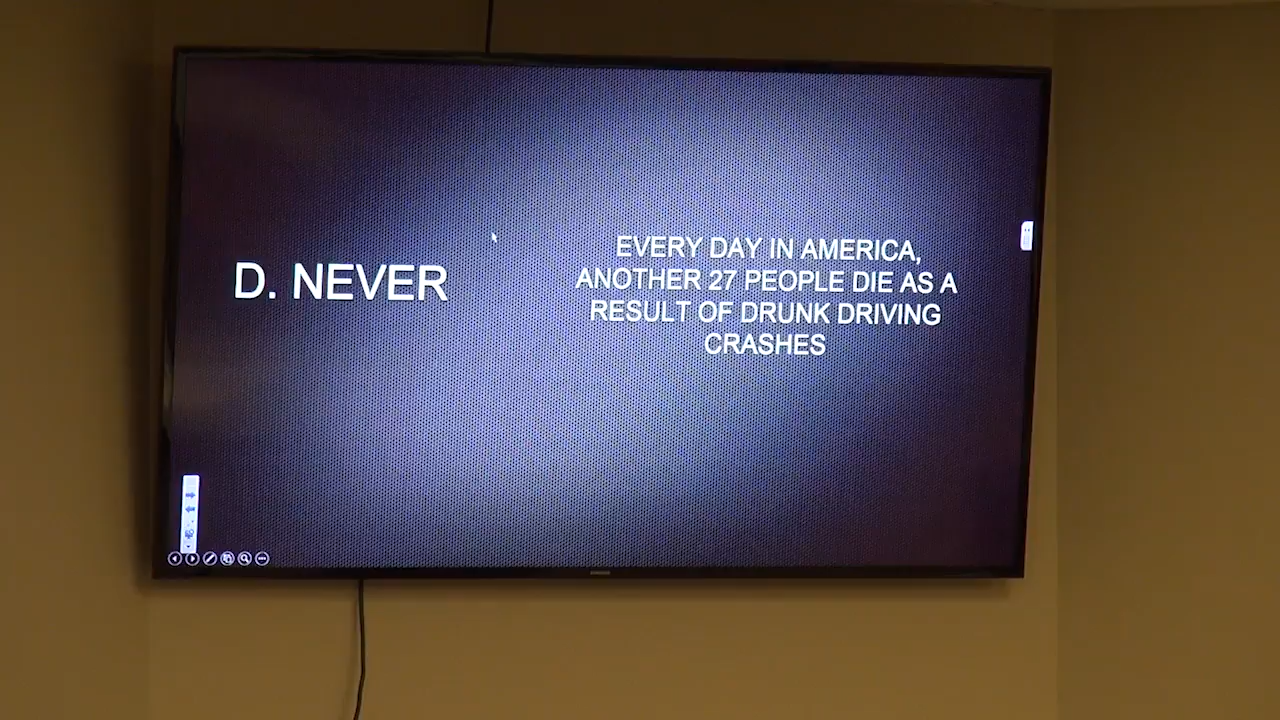 D. NEVER
EVERY DAY IN AMERICA,
ANOTHER 27 PEOPLE DIE AS A
RESULT OF DRUNK DRIVING
CRASHES